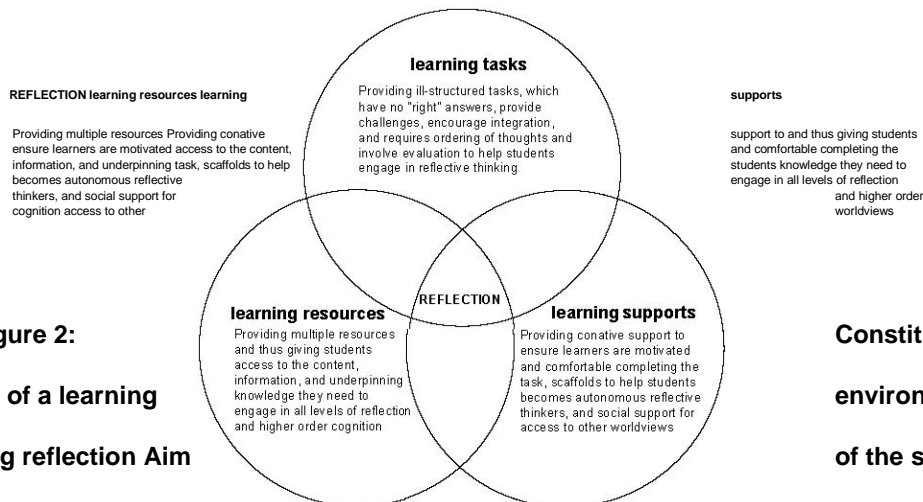 learning tasks
Providing ill-structured tasks, which
have no "right" answers, provide
challenges, encourage integration,
and requires ordering of thoughts and
involve evaluation to help students
engage in reflective thinking
REFLECTION learning resources learning
Providing multiple resources Providing conative
ensure learners are motivated access to the content,
information, and underpinning task, scaffolds to help
becomes autonomous reflective
thinkers, and social support for
cognition access to other
supports
support to and thus giving students
and comfortable completing the
students knowledge they need to
engage in all levels of reflection
and higher order
worldviews
REFLECTION
learning resources
Providing multiple resources
and thus giving students
access to the content,
information, and underpinning
knowledge they need to
engage in all levels of reflection
and higher order cognition
learning supports
Providing conative support to
ensure learners are motivated
and comfortable completing the
task, scaffolds to help students
becomes autonomous reflective
thinkers, and social support for
access to other worldviews
gure 2:
of a learning
g reflection Aim
Constit
environ
of the s